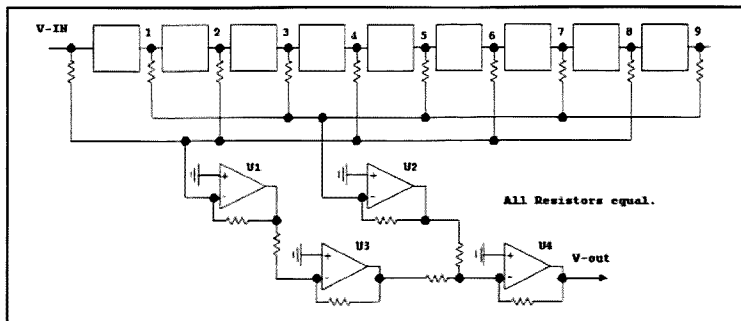 V-IN 1 2 3 4 5 6 7 8 9
U1 U2
All Resistors equal.
U3 U4
V-out